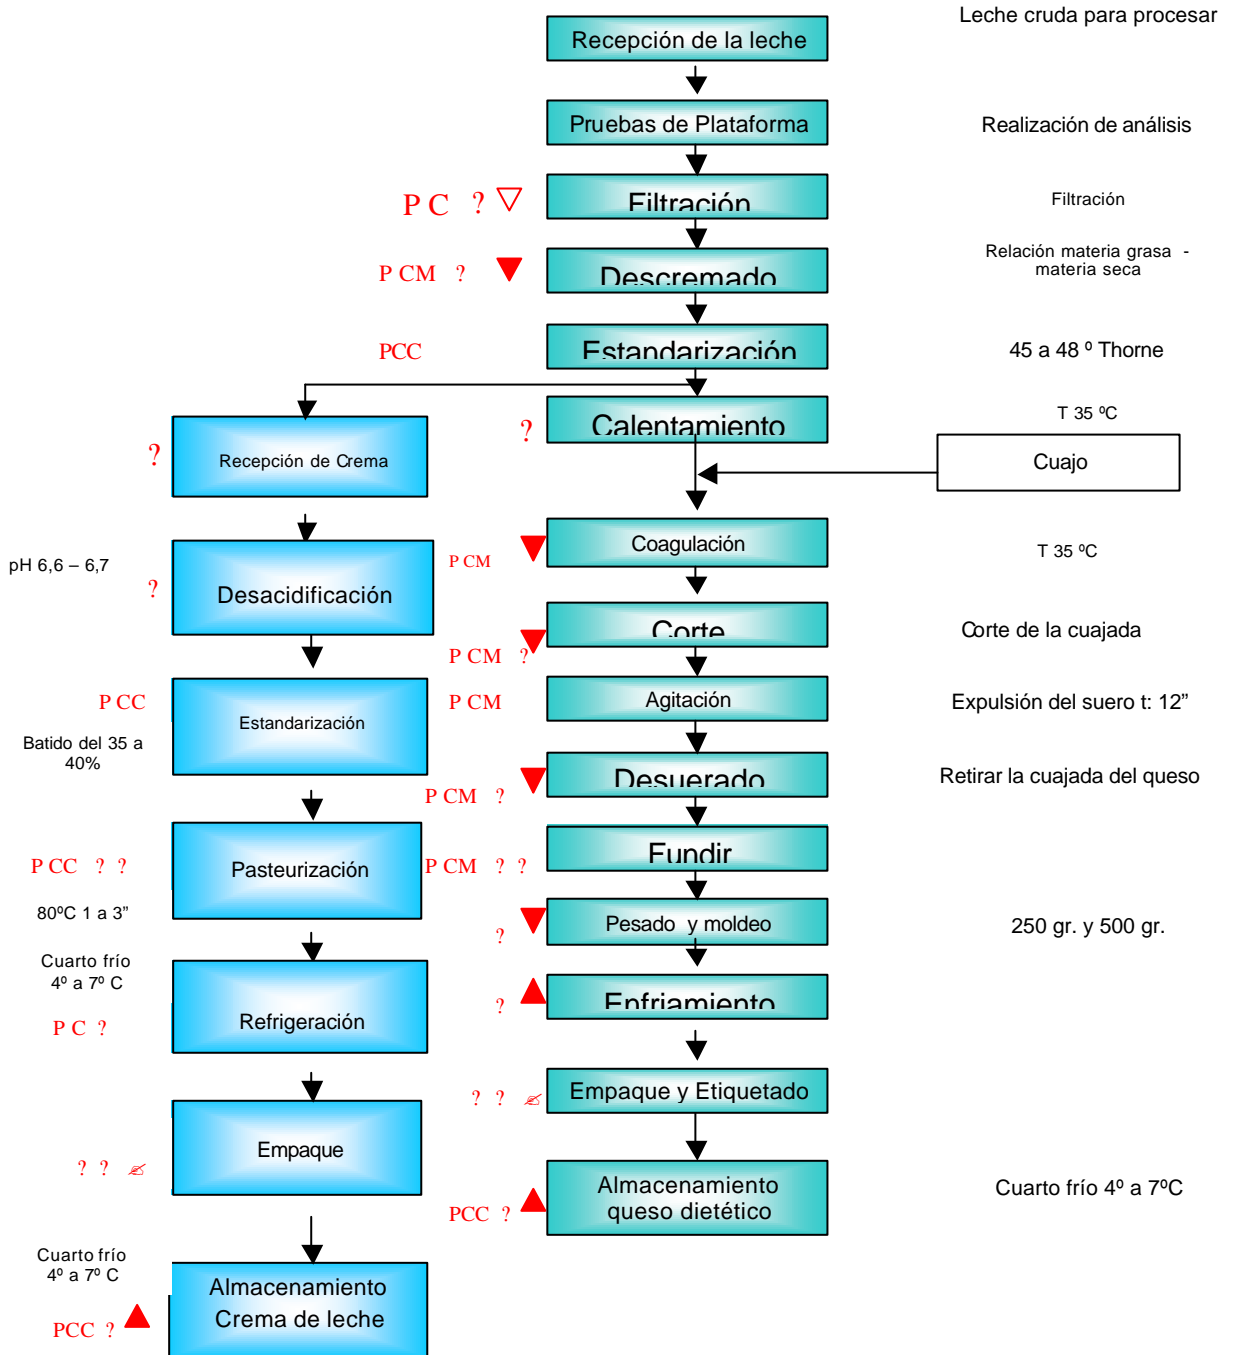 Leche cruda para procesar
Recepción de la leche
Pruebas de Plataforma
Realización de análisis
P C ?
Filtración
Filtración
P CM ?
Descremado
Relación materia grasa -
materia seca
PCC
Estandarización
45 a 48 º Thorne
?
Calentamiento
T 35 ºC
?
Recepción de Crema
Cuajo
P CM
Coagulación
T 35 ºC
pH 6,6 – 6,7
?
Desacidificación
P CM ?
Corte
Corte de la cuajada
P CC
Estandarización
Batido del 35 a
40%
P CM
Agitación
Expulsión del suero t: 12”
P CM ?
Desuerado
Retirar la cuajada del queso
P CC ? ?
Pasteurización
80ºC 1 a 3”
P CM ? ?
Fundir
?
Pesado y moldeo
250 gr. y 500 gr.
Cuarto frío
4º a 7º C
P C ?
Refrigeración
?
Enfriamiento
? ?
Empaque y Etiquetado
? ?
Empaque
PCC ?
Almacenamiento
queso dietético
Cuarto frío 4º a 7ºC
Cuarto frío
4º a 7º C
PCC ?
Almacenamiento
Crema de leche